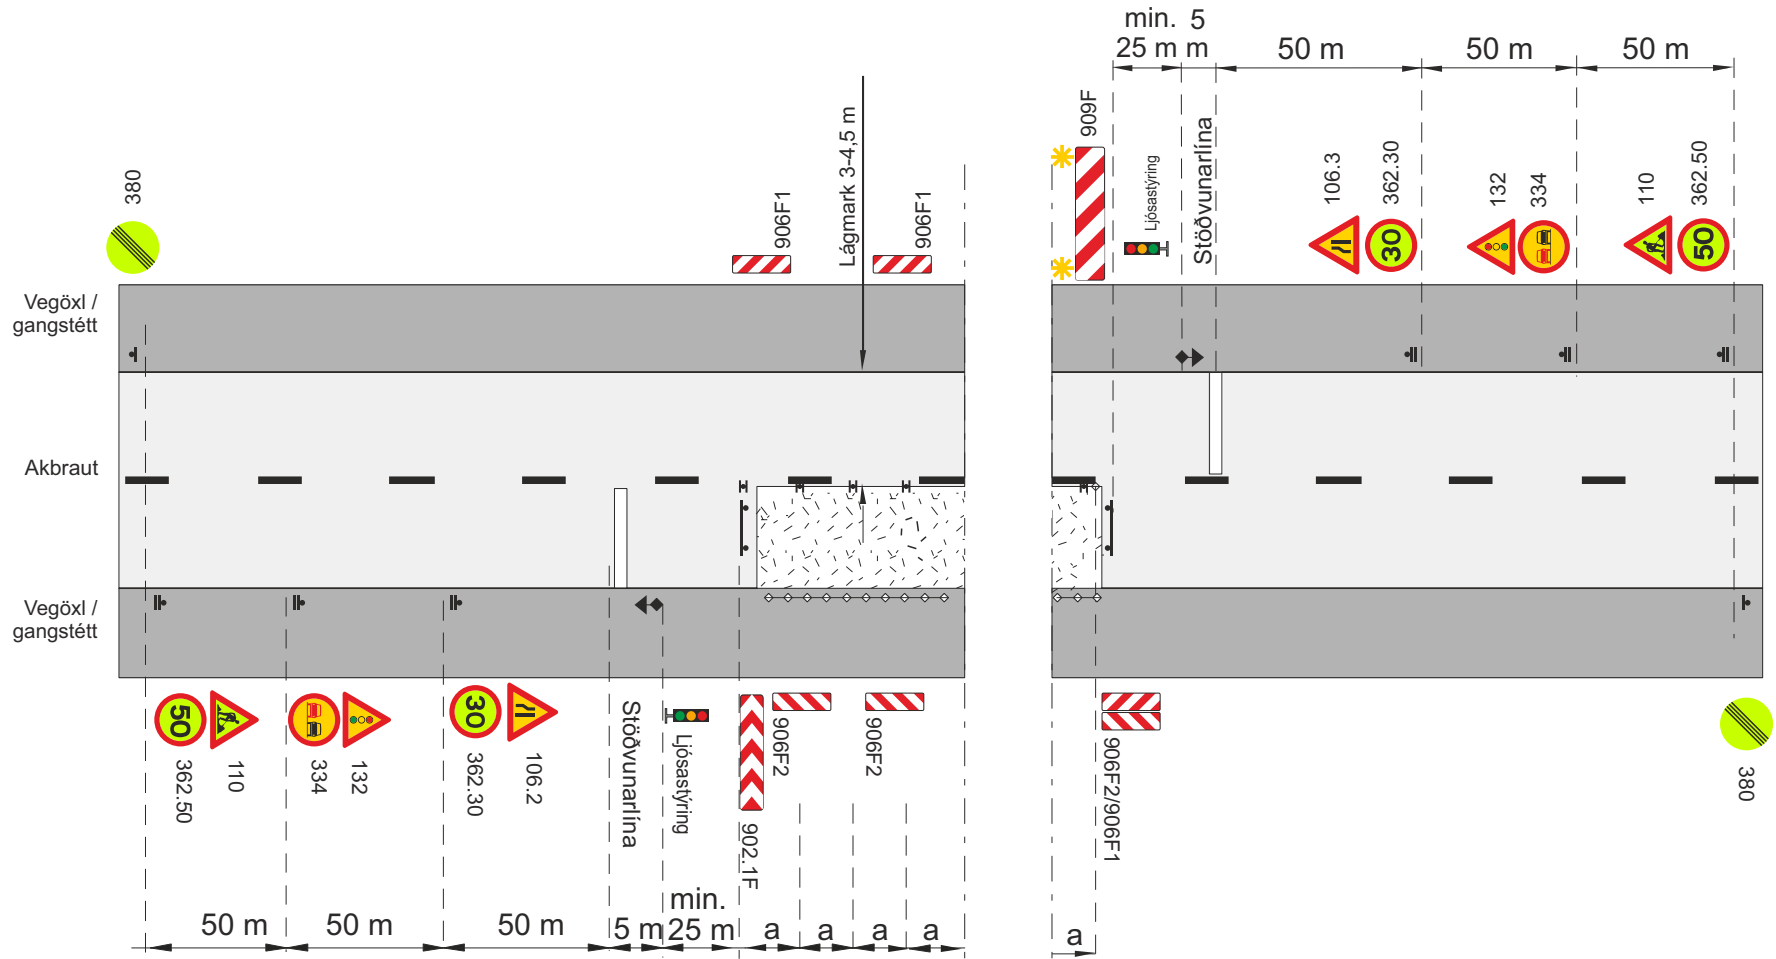 min. 5
25 m m
50 m
50 m
50 m
380
906F1
Lágmark 3-4,5 m
906F1
909F
Ljósastýring
Stöðvunarlína
106.3
362.30
132
334
110
362.50
30
50
Vegöxl /
gangstétt
Akbraut
Vegöxl /
gangstétt
50
30
362.50
110
334
132
362.30
106.2
Stöðvunarlína
Ljósastýring
902.1F
906F2
906F2
906F2/906F1
380
50 m
50 m
50 m
5 m
min.
25 m
a
a
a
a
a